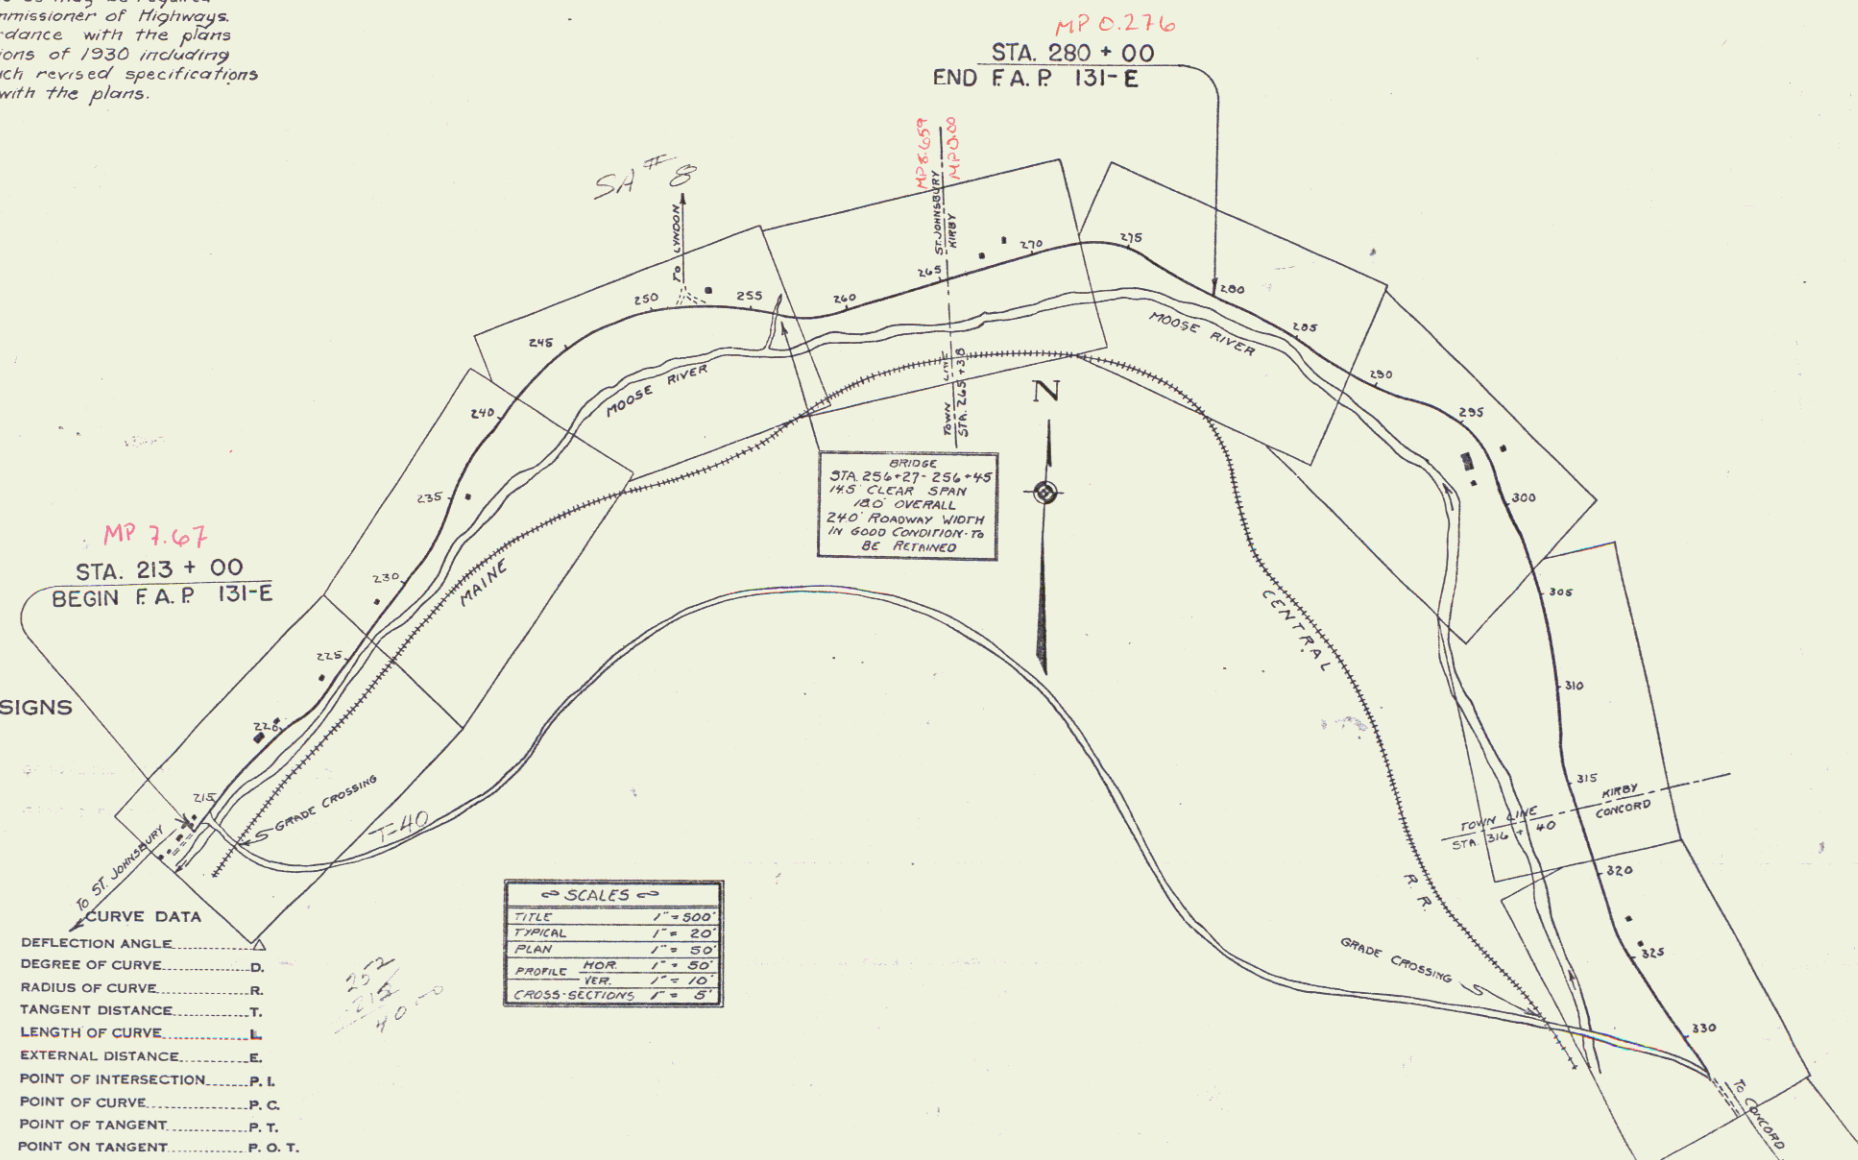 as may be required
mmissioner of Highways.
rdance with the plans
ions of 1930 including
ch revised specifications
with the plans.
MP 0.276
STA. 280 + 00
END F.A.P. 131-E
SA # 8
TO LYNDON
MP 8.659
MP 0.00
ST. JOHNSBURY
KIRBY
TOWN LINE
STA. 265 + 38
215
220
225
230
235
240
245
250
255
260
265
270
275
280
285
290
295
300
305
310
315
320
325
330
MOOSE RIVER
MOOSE RIVER
N
BRIDGE
STA. 256+27- 256+45
14.5' CLEAR SPAN
18.0' OVERALL
24.0' ROADWAY WIDTH
IN GOOD CONDITION-TO
BE RETAINED
MP 7.67
STA. 213 + 00
BEGIN F.A.P. 131-E
MAINE
CENTRAL
R. R.
SIGNS
GRADE CROSSING
T-40
TO ST. JOHNSBURY
KIRBY
CONCORD
TOWN LINE
STA. 316 + 40
GRADE CROSSING
TO CONCORD
CURVE DATA
DEFLECTION ANGLE Δ
DEGREE OF CURVE D.
RADIUS OF CURVE R.
TANGENT DISTANCE T.
LENGTH OF CURVE L
EXTERNAL DISTANCE E.
POINT OF INTERSECTION P. I.
POINT OF CURVE P. C.
POINT OF TANGENT P. T.
POINT ON TANGENT P. O. T.
252
212
40
SCALES
TITLE 1" = 500'
TYPICAL 1" = 20'
PLAN 1" = 50'
PROFILE HOR. 1" = 50'
VER. 1" = 10'
CROSS-SECTIONS 1" = 5'